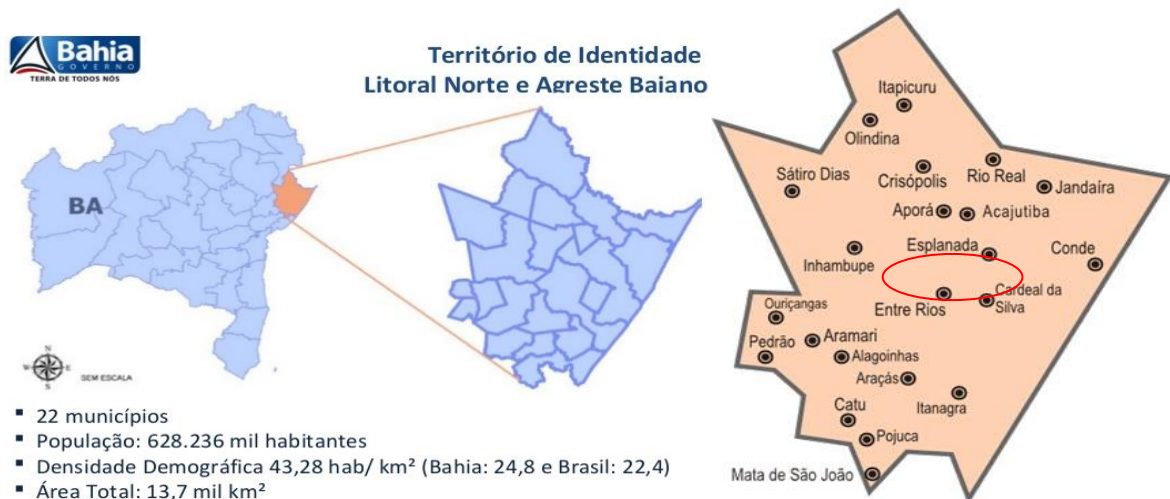 Bahia
GOVERNO
TERRA DE TODOS NÓS
Território de Identidade
Litoral Norte e Agreste Baiano
BA
N
W
E
S
SEM ESCALA
▪ 22 municípios
▪ População: 628.236 mil habitantes
▪ Densidade Demográfica 43,28 hab/ km² (Bahia: 24,8 e Brasil: 22,4)
▪ Área Total: 13,7 mil km²
Itapicuru
Olindina
Sátiro Dias
Crisópolis
Rio Real
Jandaíra
Aporá
Acajutiba
Inhambupe
Esplanada
Conde
Ouriçangas
Entre Rios
Cardeal da
Silva
Pedrão
Aramari
Alagoinhas
Araçás
Itanagra
Catu
Pojuca
Mata de São João